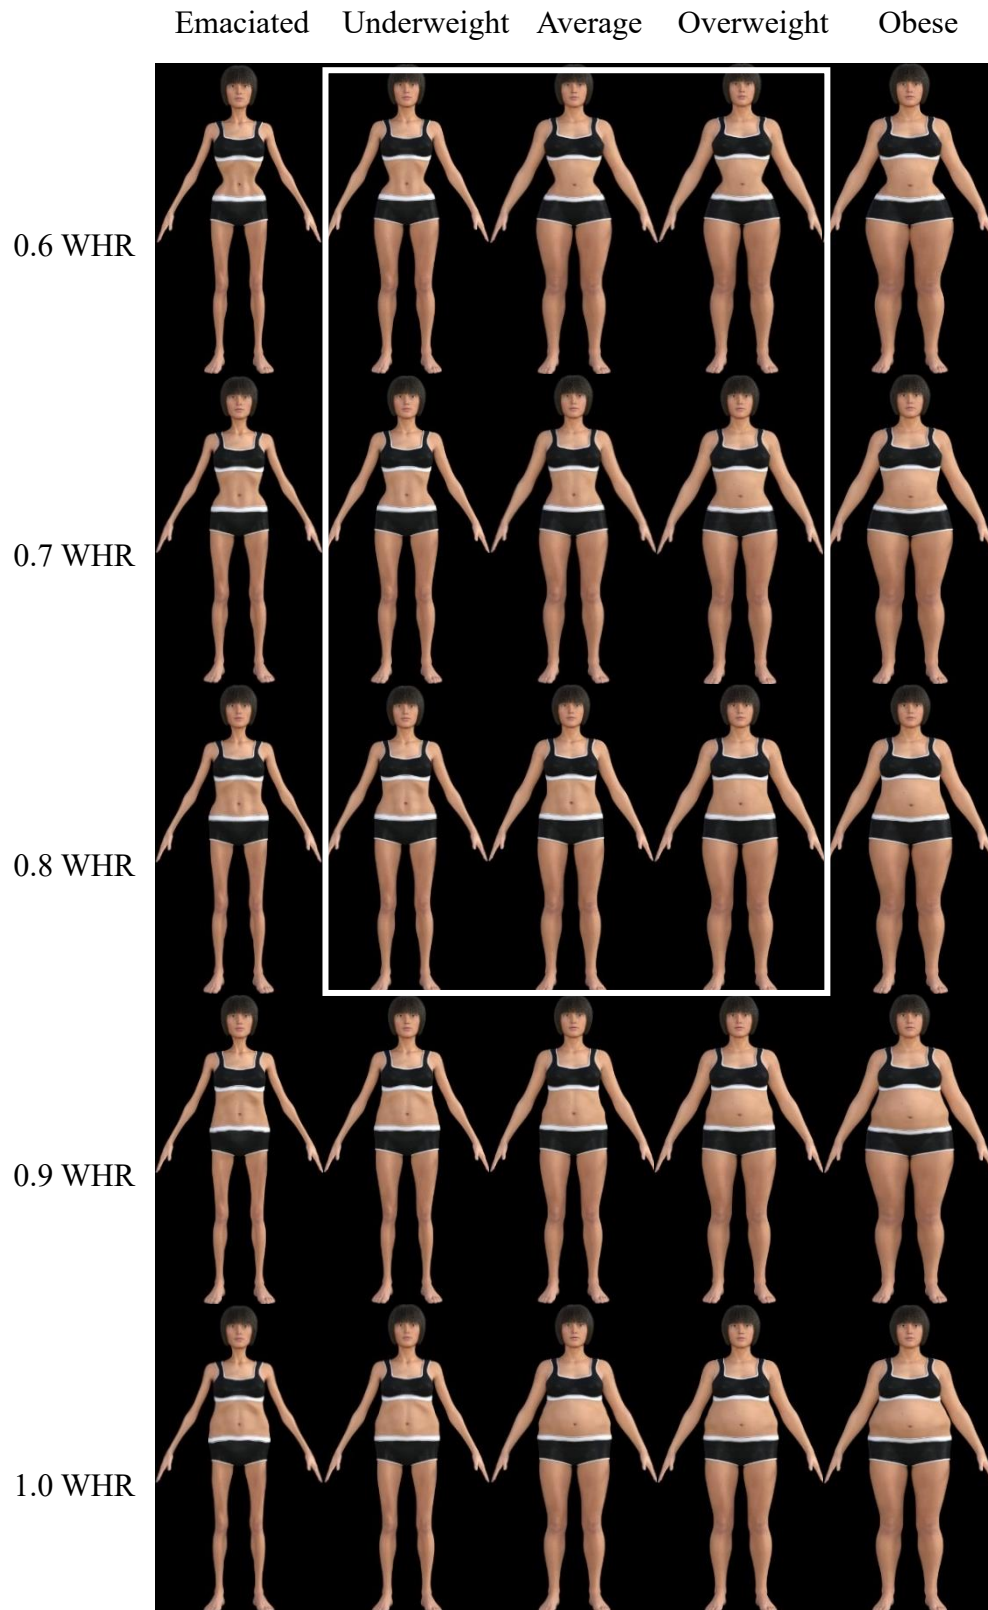 Emaciated Underweight Average Overweight Obese
0.6 WHR
0.7 WHR
0.8 WHR
0.9 WHR
1.0 WHR